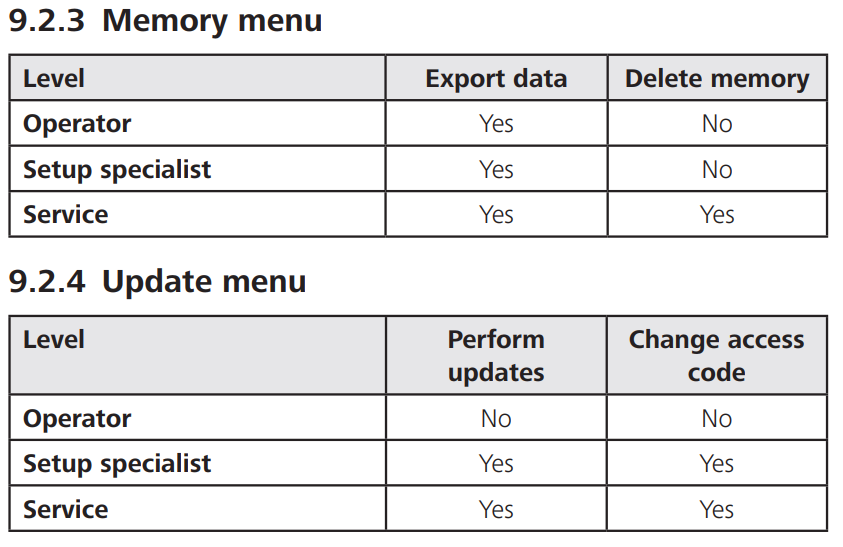 9.2.3 Memory menu
Level Export data Delete memory
Operator Yes No
Setup specialist Yes No
Service Yes Yes
9.2.4 Update menu
Level Perform updates Change access code
Operator No No
Setup specialist Yes Yes
Service Yes Yes